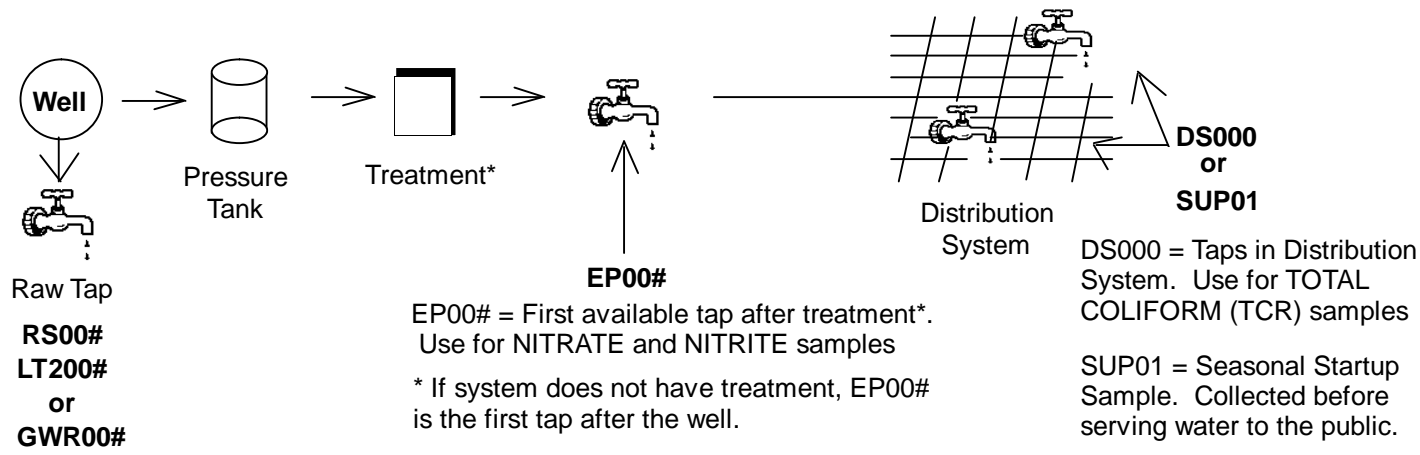 Well
Raw Tap
RS00#
LT200#
or
GWR00#
Pressure
Tank
Treatment*
EP00#
EP00# = First available tap after treatment*.
Use for NITRATE and NITRITE samples
* If system does not have treatment, EP00#
is the first tap after the well.
Distribution
System
DS000
or
SUP01
DS000 = Taps in Distribution
System. Use for TOTAL
COLIFORM (TCR) samples
SUP01 = Seasonal Startup
Sample. Collected before
serving water to the public.